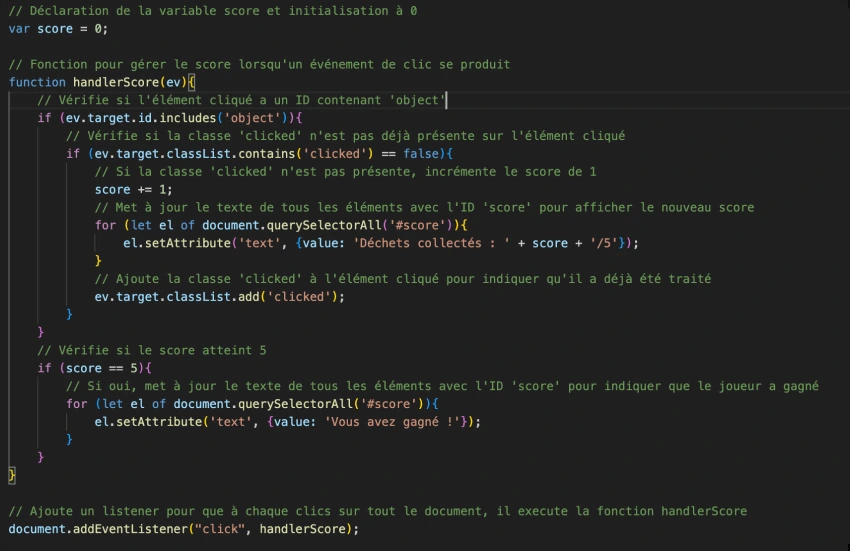 // Déclaration de la variable score et initialisation à 0
var score = 0;
// Fonction pour gérer le score lorsqu'un événement de clic se produit
function handlerScore(ev){
// Vérifie si l'élément cliqué a un ID contenant 'object'
if (ev.target.id.includes('object')){
// Vérifie si la classe 'clicked' n'est pas déjà présente sur l'élément cliqué
if (ev.target.classList.contains('clicked') == false){
// Si la classe 'clicked' n'est pas présente, incrémente le score de 1
score += 1;
// Met à jour le texte de tous les éléments avec l'ID 'score' pour afficher le nouveau score
for (let el of document.querySelectorAll('#score')){
el.setAttribute('text', {value: 'Déchets collectés : ' + score + '/5'});
}
// Ajoute la classe 'clicked' à l'élément cliqué pour indiquer qu'il a déjà été traité
ev.target.classList.add('clicked');
}
}
// Vérifie si le score atteint 5
if (score == 5){
// Si oui, met à jour le texte de tous les éléments avec l'ID 'score' pour indiquer que le joueur a gagné
for (let el of document.querySelectorAll('#score')){
el.setAttribute('text', {value: 'Vous avez gagné !'});
}
}
}
// Ajoute un listener pour que à chaque clics sur tout le document, il execute la fonction handlerScore
document.addEventListener("click", handlerScore);